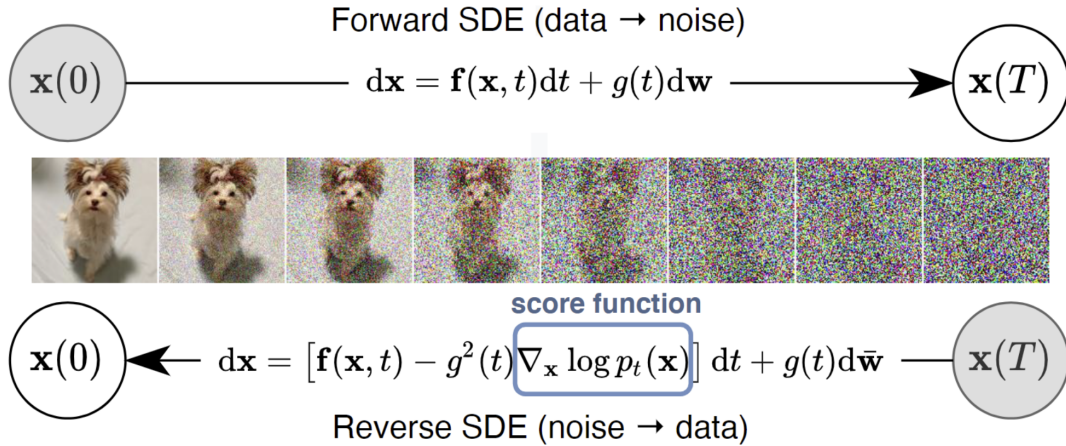 Forward SDE (data → noise)
𝐱(0) d𝐱 = 𝐟(𝐱, t)dt + g(t)d𝐰 𝐱(T)
score function
𝐱(0) d𝐱 = [𝐟(𝐱, t) − g²(t)∇𝐱 log pₜ(𝐱)] dt + g(t)d𝐰̄ 𝐱(T)
Reverse SDE (noise → data)